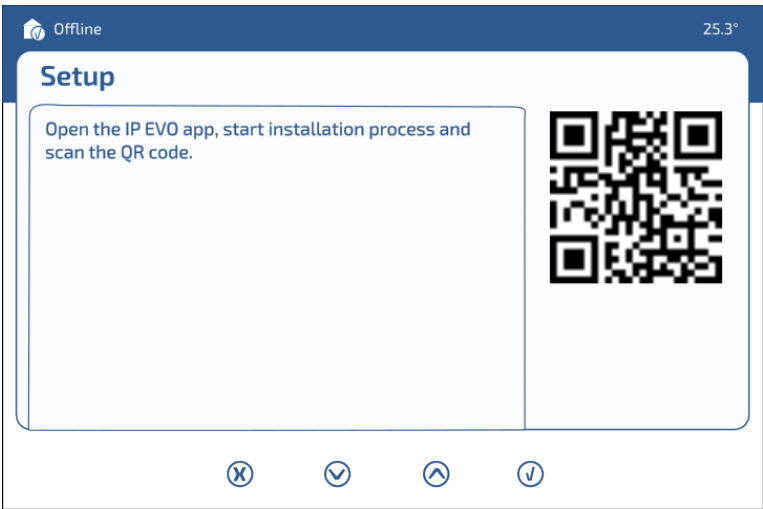 Offline
25.3°
Setup
Open the IP EVO app, start installation process and
scan the QR code.